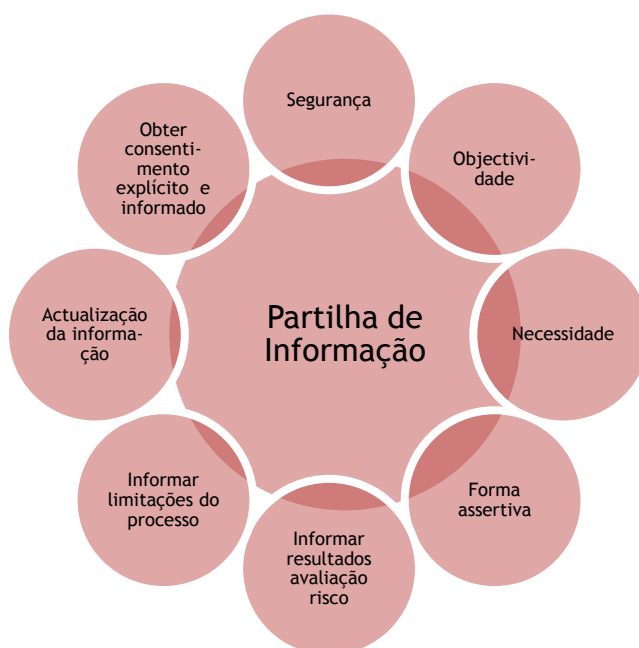 Segurança
Objectivi-
dade
Necessidade
Forma
assertiva
Informar
resultados
avaliação
risco
Informar
limitações do
processo
Actualização
da informa-
ção
Obter
consenti-
mento
explícito e
informado
Partilha de
Informação